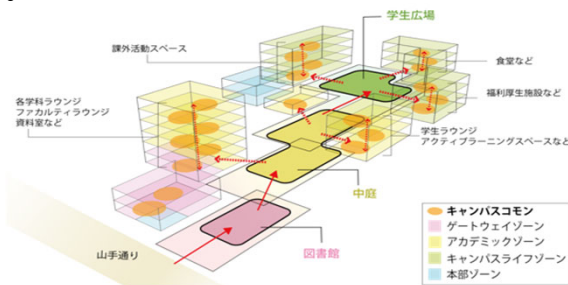 学生広場
課外活動スペース
食堂など
福利厚生施設など
各学科ラウンジ
ファカルティラウンジ
資料室など
学生ラウンジ
アクティブラーニングスペースなど
中庭
図書館
山手通り
キャンパスコモン
ゲートウェイゾーン
アカデミックゾーン
キャンパスライフゾーン
本部ゾーン